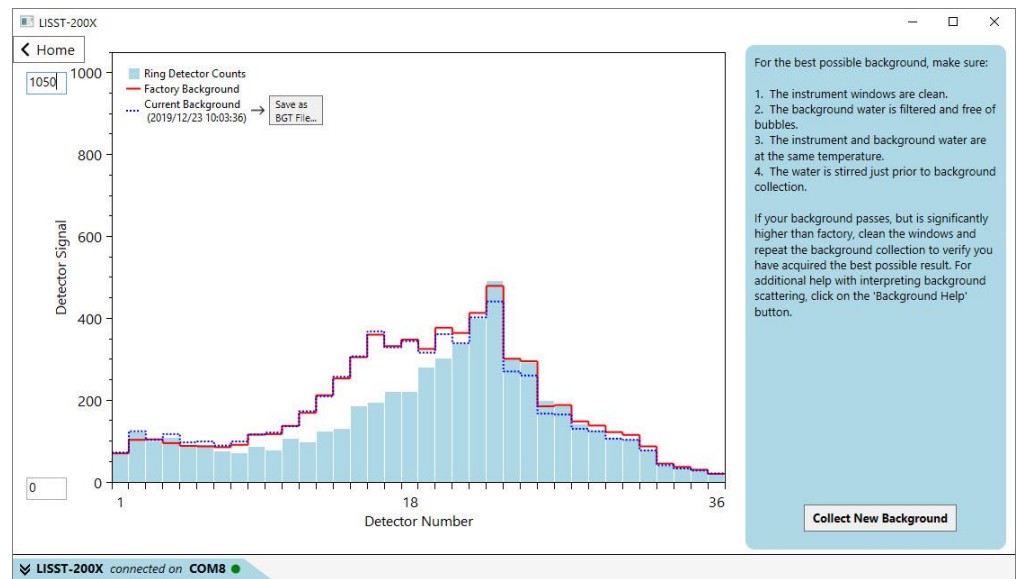 LISST-200X
Home
1050
1000
800
600
400
200
0
0
Detector Signal
Ring Detector Counts
Factory Background
Current Background
(2019/12/23 10:03:36)
Save as
BGT File...
1
18
36
Detector Number
For the best possible background, make sure:
1. The instrument windows are clean.
2. The background water is filtered and free of
bubbles.
3. The instrument and background water are
at the same temperature.
4. The water is stirred just prior to background
collection.
If your background passes, but is significantly
higher than factory, clean the windows and
repeat the background collection to verify you
have acquired the best possible result. For
additional help with interpreting background
scattering, click on the 'Background Help'
button.
Collect New Background
LISST-200X connected on COM8